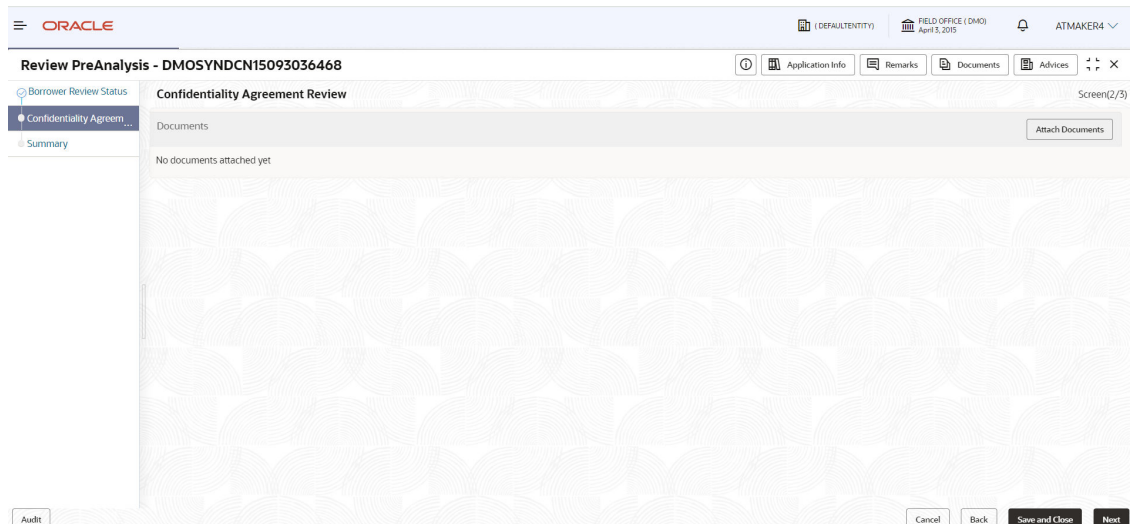 ORACLE
( DEFAULTENTITY)
FIELD OFFICE ( DMO)
April 3, 2015
ATMAKER4
Review PreAnalysis - DMOSYNDCN15093036468
Application Info
Remarks
Documents
Advices
Borrower Review Status
Confidentiality Agreem ...
Summary
Confidentiality Agreement Review
Screen(2/3)
Documents
Attach Documents
No documents attached yet
Audit
Cancel
Back
Save and Close
Next